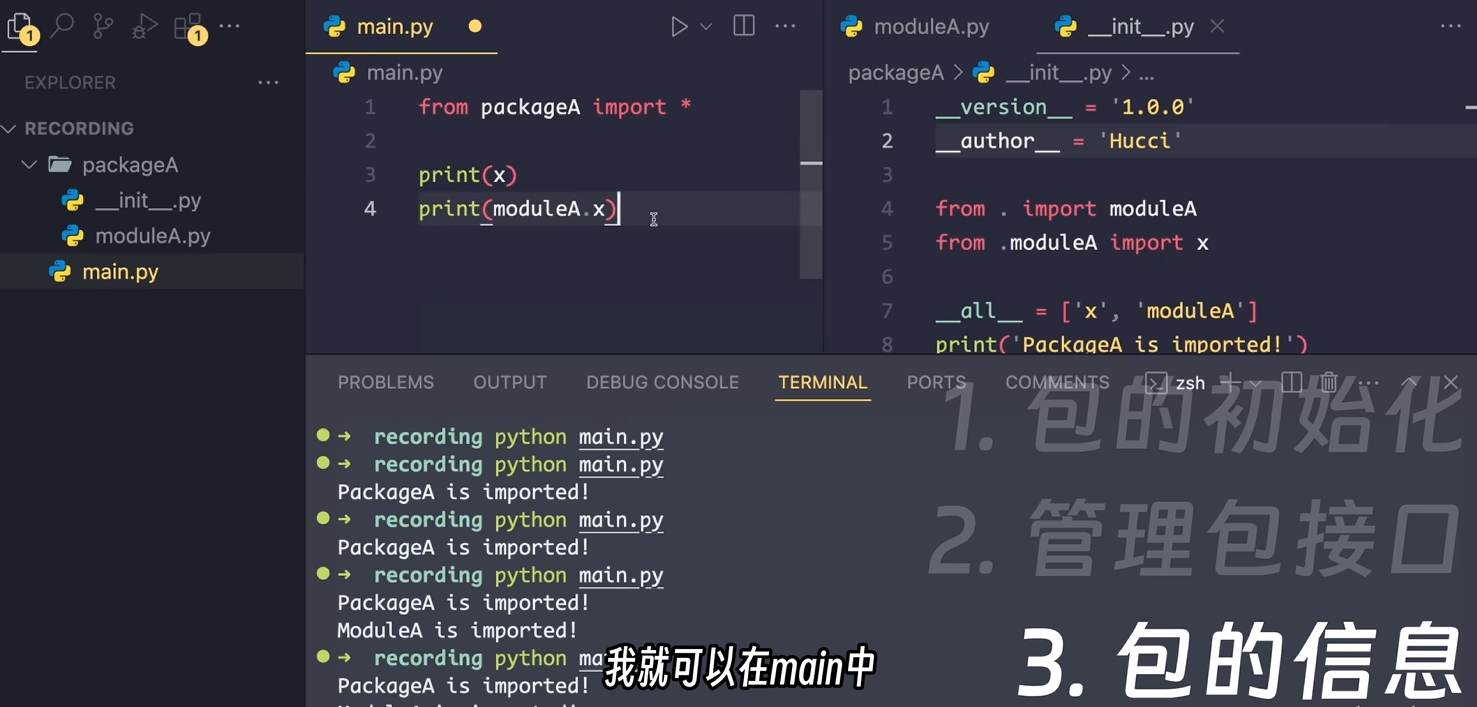 1
1
EXPLORER
RECORDING
packageA
__init__.py
moduleA.py
main.py
main.py
main.py
1 from packageA import *
2
3 print(x)
4 print(moduleA.x)
moduleA.py
__init__.py
packageA > __init__.py > ...
1 __version__ = '1.0.0'
2 __author__ = 'Hucci'
3
4 from . import moduleA
5 from .moduleA import x
6
7 __all__ = ['x', 'moduleA']
8 print('PackageA is imported!')
PROBLEMS OUTPUT DEBUG CONSOLE TERMINAL PORTS COMMENTS zsh
➜ recording python main.py
➜ recording python main.py
PackageA is imported!
➜ recording python main.py
PackageA is imported!
➜ recording python main.py
PackageA is imported!
ModuleA is imported!
➜ recording python
PackageA is imported!
1. 包的初始化
2. 管理包接口
3. 包的信息
我就可以在main中